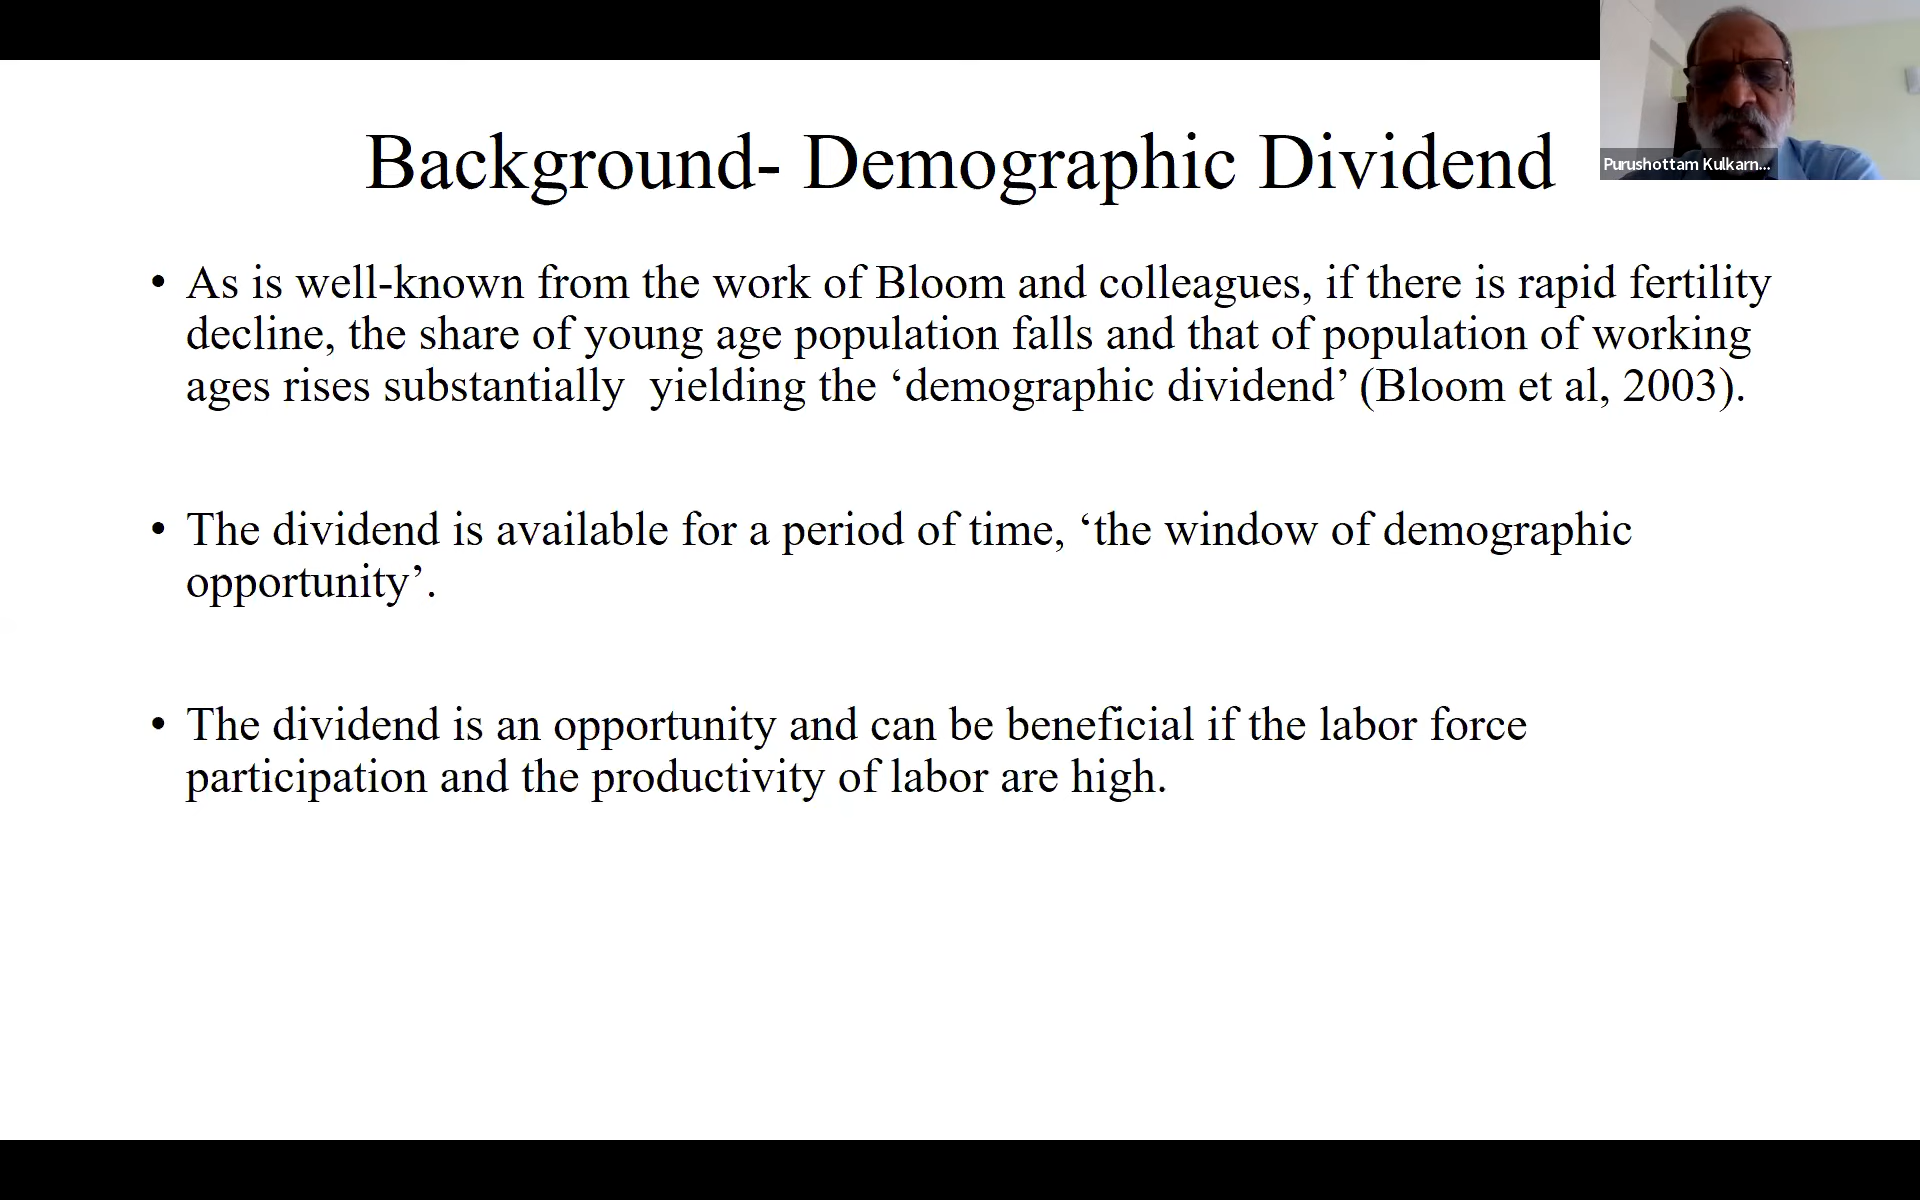 Purushottam Kulkarn...
Background- Demographic Dividend
• As is well-known from the work of Bloom and colleagues, if there is rapid fertility
decline, the share of young age population falls and that of population of working
ages rises substantially  yielding the ‘demographic dividend’ (Bloom et al, 2003).
• The dividend is available for a period of time, ‘the window of demographic
opportunity’.
• The dividend is an opportunity and can be beneficial if the labor force
participation and the productivity of labor are high.